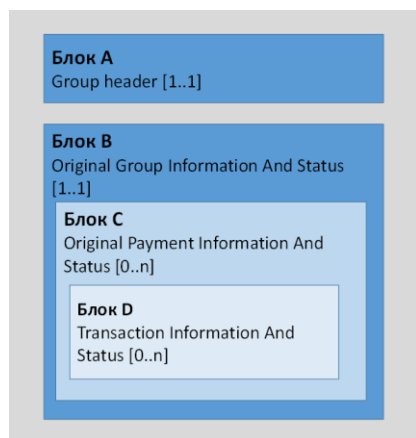 Блок A
Group header [1..1]
Блок B
Original Group Information And Status
[1..1]
Блок C
Original Payment Information And
Status [0..n]
Блок D
Transaction Information And
Status [0..n]